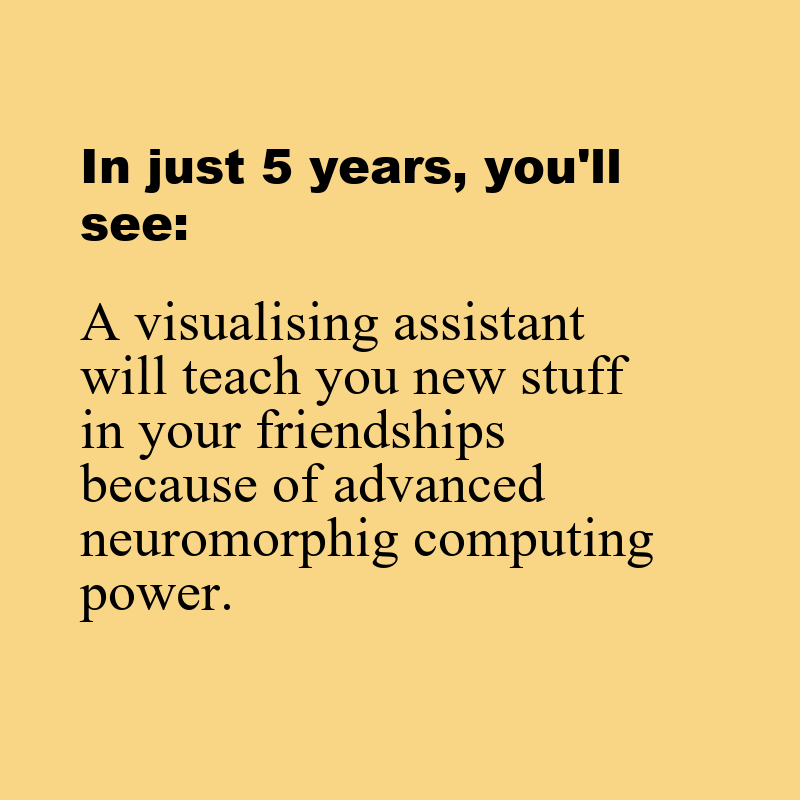 In just 5 years, you'll
see:
A visualising assistant
will teach you new stuff
in your friendships
because of advanced
neuromorphig computing
power.